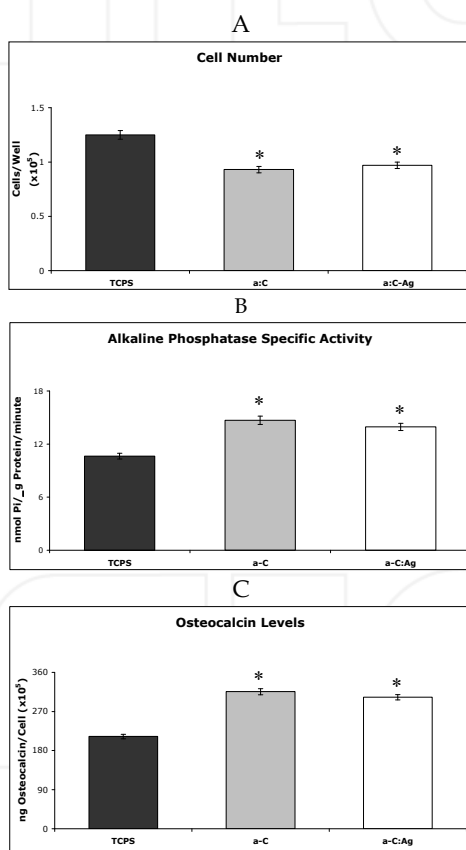 A
Cell Number
Cells/Well
(x10⁵)
1.5
1
0.5
0
*
*
TCPS
a:C
a:C-Ag
B
Alkaline Phosphatase Specific Activity
nmol Pi/_g Protein/minute
18
12
6
0
*
*
TCPS
a-C
a-C:Ag
C
Osteocalcin Levels
ng Osteocalcin/Cell (x10⁵)
360
270
180
90
0
*
*
TCPS
a-C
a-C:Ag